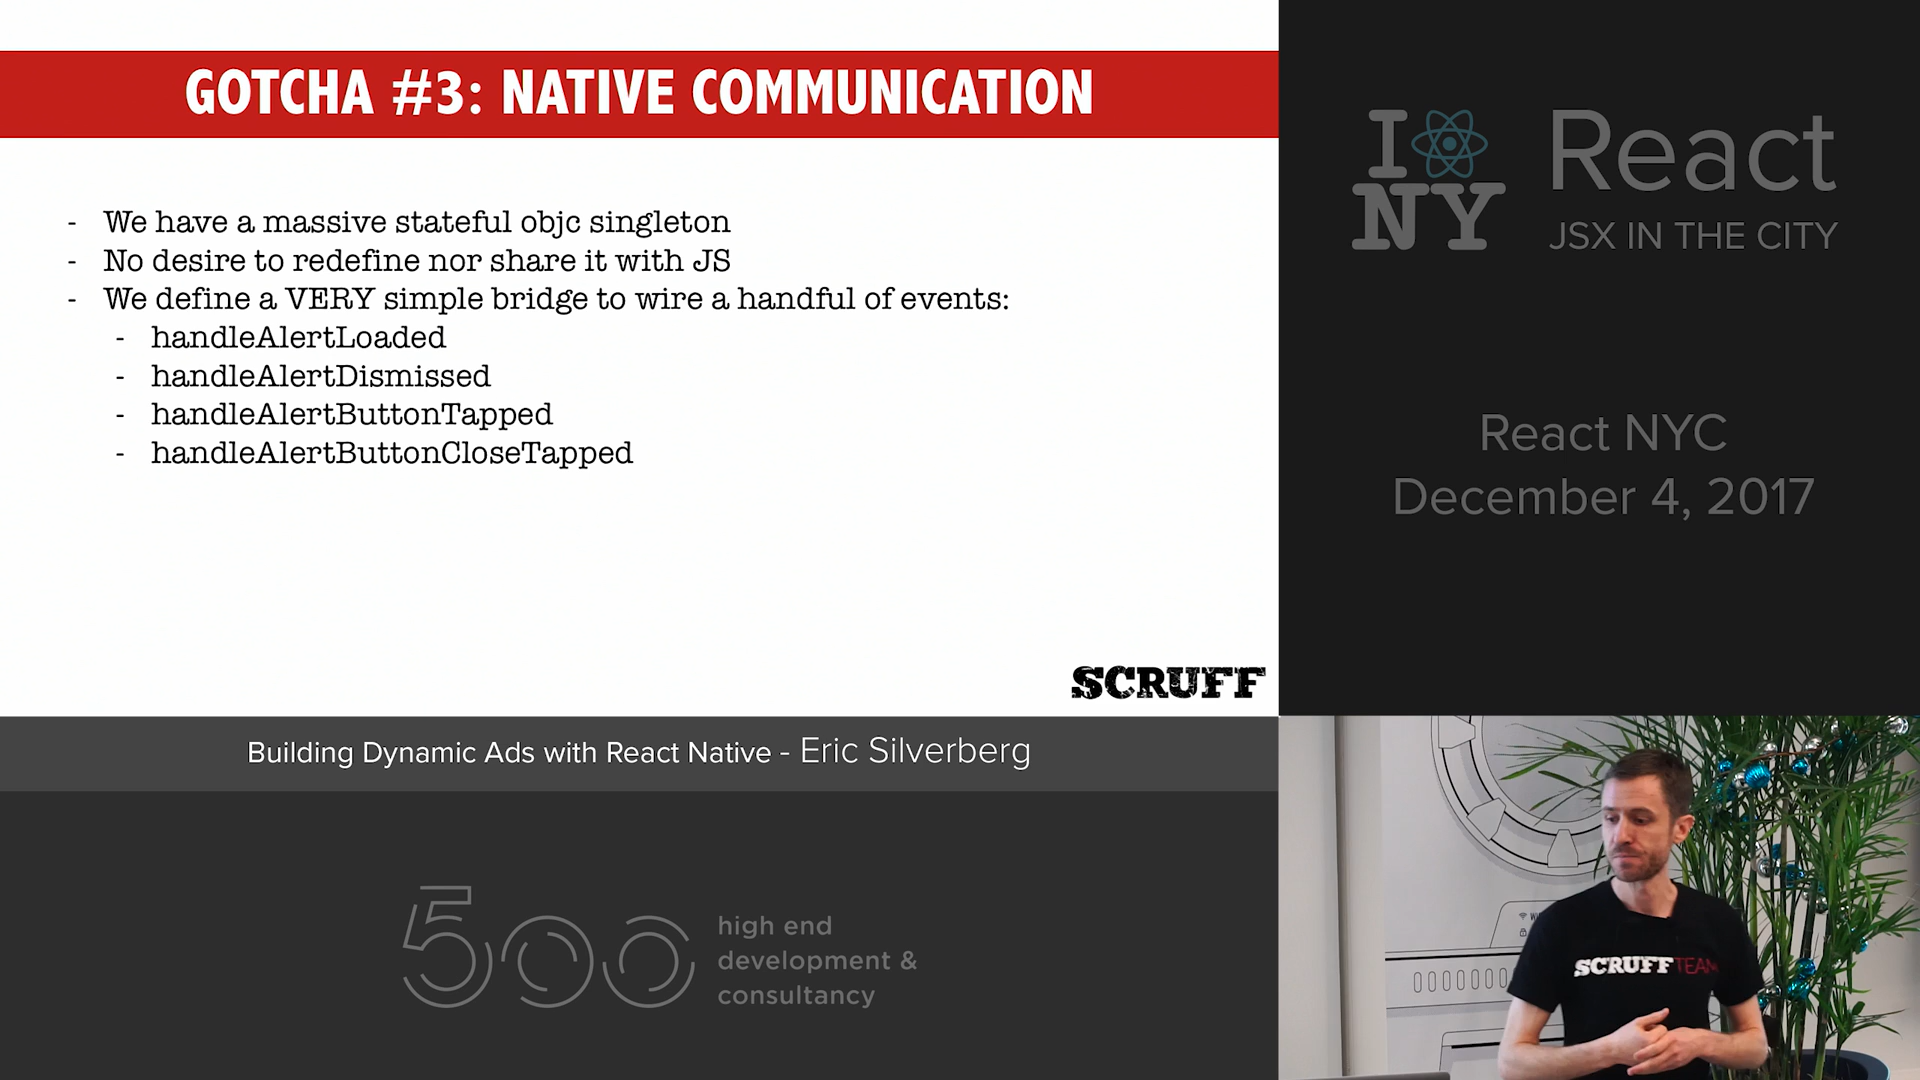 GOTCHA #3: NATIVE COMMUNICATION
- We have a massive stateful objc singleton
- No desire to redefine nor share it with JS
- We define a VERY simple bridge to wire a handful of events:
- handleAlertLoaded
- handleAlertDismissed
- handleAlertButtonTapped
- handleAlertButtonCloseTapped
SCRUFF
Building Dynamic Ads with React Native - Eric Silverberg
500
high end
development &
consultancy
I
NY
React
JSX IN THE CITY
React NYC
December 4, 2017
SCRUFF TEAM